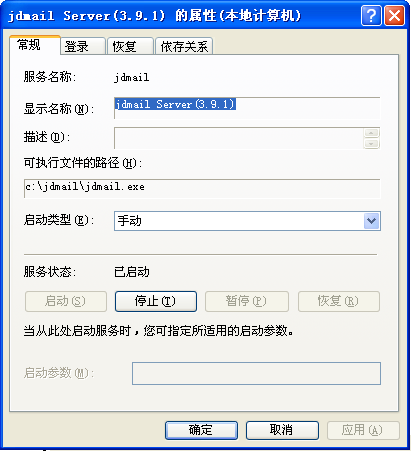 jdmail Server(3.9.1) 的属性(本地计算机)
常规 登录 恢复 依存关系
服务名称: jdmail
显示名称(N): jdmail Server(3.9.1)
描述(D):
可执行文件的路径(H):
c:\jdmail\jdmail.exe
启动类型(E): 手动
服务状态: 已启动
启动(S) 停止(T) 暂停(P) 恢复(R)
当从此处启动服务时，您可指定所适用的启动参数。
启动参数(M):
确定 取消 应用(A)